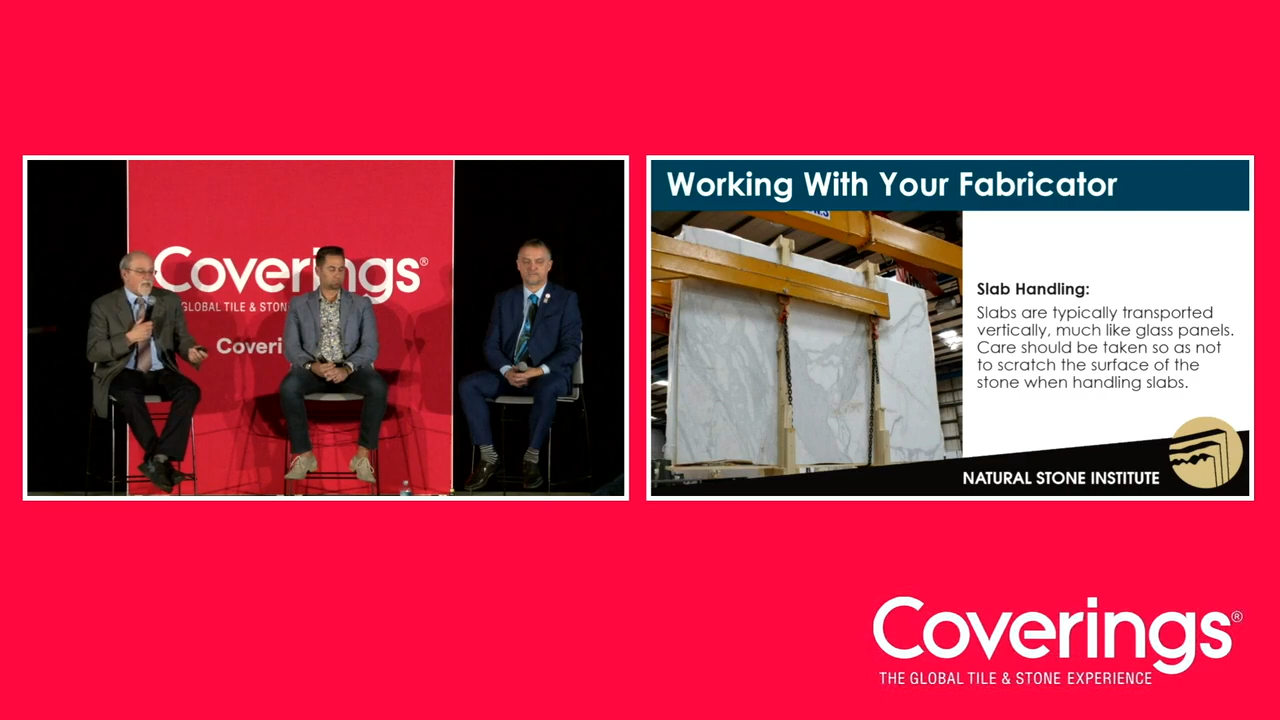 Coverings®
GLOBAL TILE & STON
Coveri
Working With Your Fabricator
Slab Handling:
Slabs are typically transported
vertically, much like glass panels.
Care should be taken so as not
to scratch the surface of the
stone when handling slabs.
NATURAL STONE INSTITUTE
Coverings®
THE GLOBAL TILE & STONE EXPERIENCE